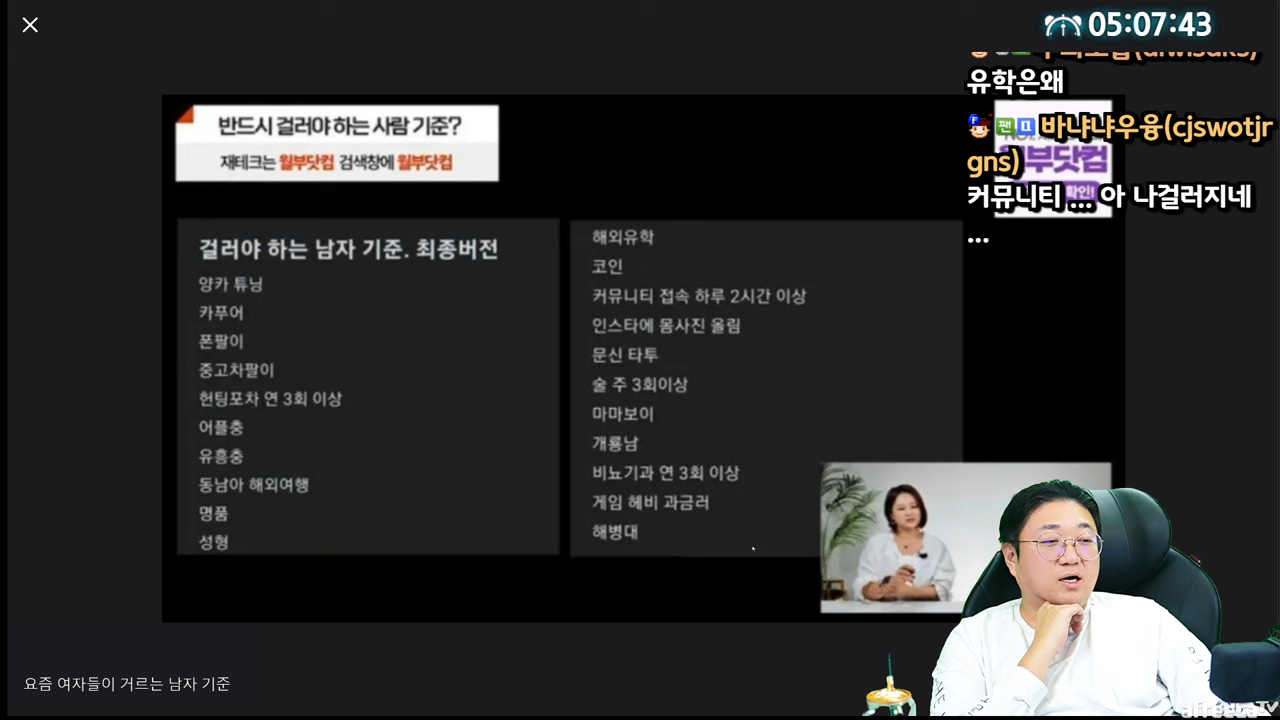 05:07:43
유학은왜
바냐냐우융(cjswotjr
gns)
커뮤니티 ... 아 나걸러지네
...
반드시 걸러야 하는 사람 기준?
재테크는 월부닷컴 검색창에 월부닷컴
부닷컴
확인!
걸러야 하는 남자 기준. 최종버전
양카 튜닝
카푸어
폰팔이
중고차팔이
헌팅포차 연 3회 이상
어플충
유흥충
동남아 해외여행
명품
성형
해외유학
코인
커뮤니티 접속 하루 2시간 이상
인스타에 몸사진 올림
문신 타투
술 주 3회이상
마마보이
개룡남
비뇨기과 연 3회 이상
게임 헤비 과금러
해병대
요즘 여자들이 거르는 남자 기준
afreecaTV